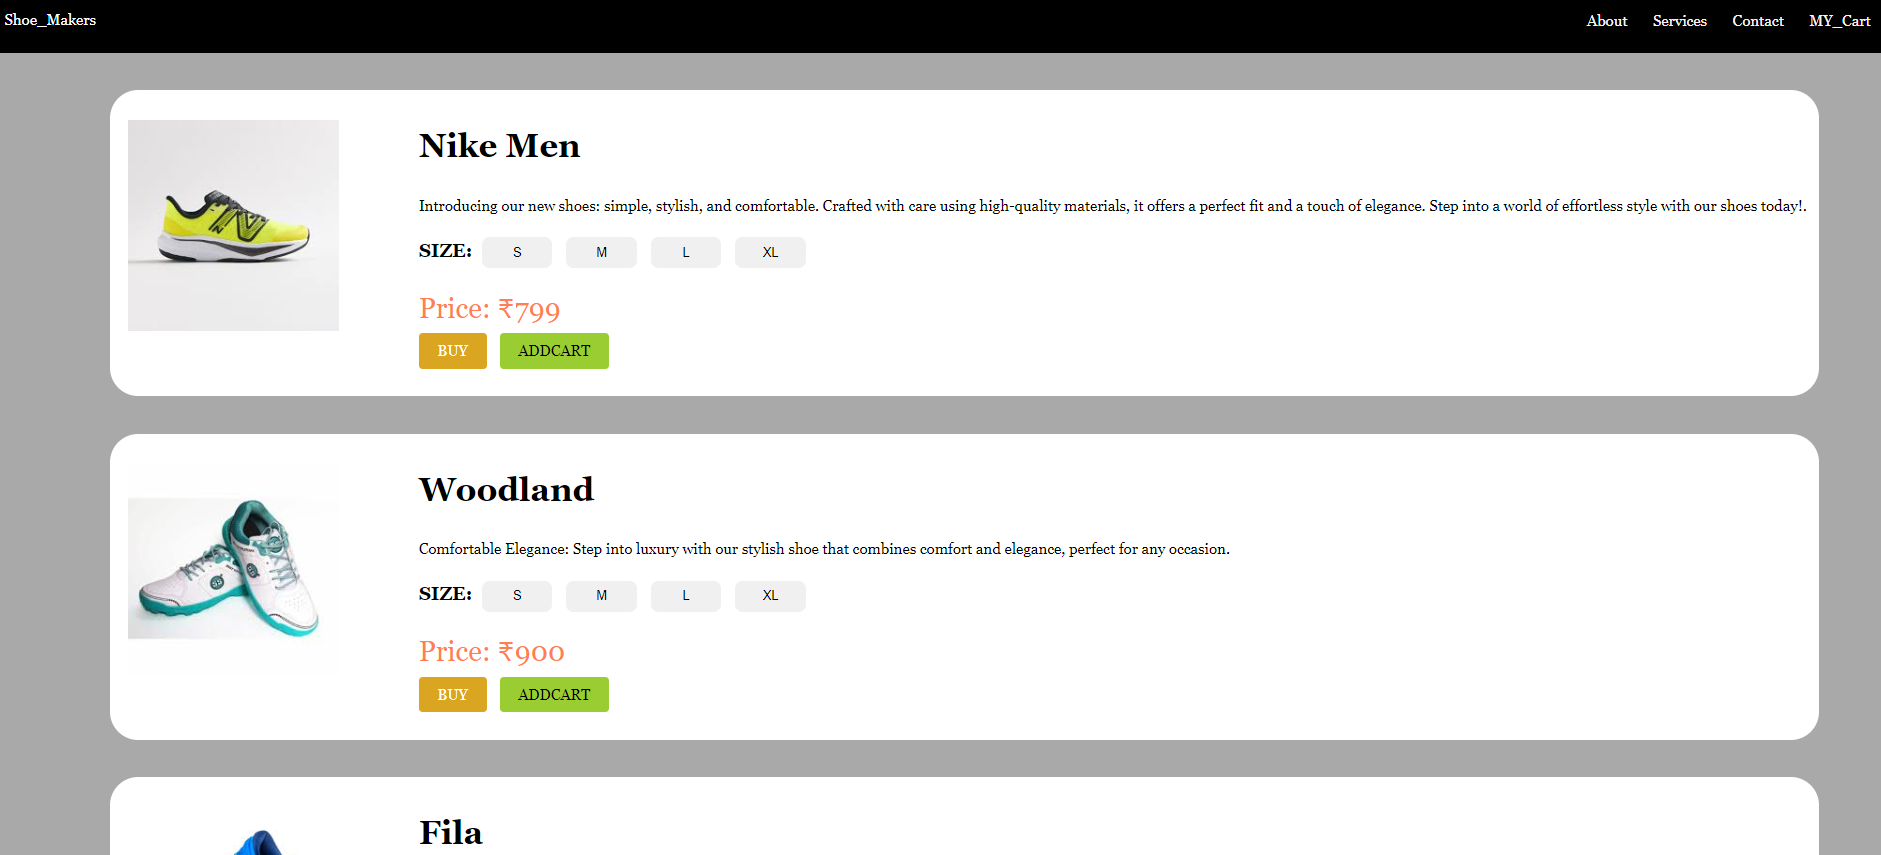 Shoe_Makers About Services Contact MY_Cart
Nike Men
Introducing our new shoes: simple, stylish, and comfortable. Crafted with care using high-quality materials, it offers a perfect fit and a touch of elegance. Step into a world of effortless style with our shoes today!.
SIZE: S M L XL
Price: ₹799
BUY ADDCART
Woodland
Comfortable Elegance: Step into luxury with our stylish shoe that combines comfort and elegance, perfect for any occasion.
SIZE: S M L XL
Price: ₹900
BUY ADDCART
Fila